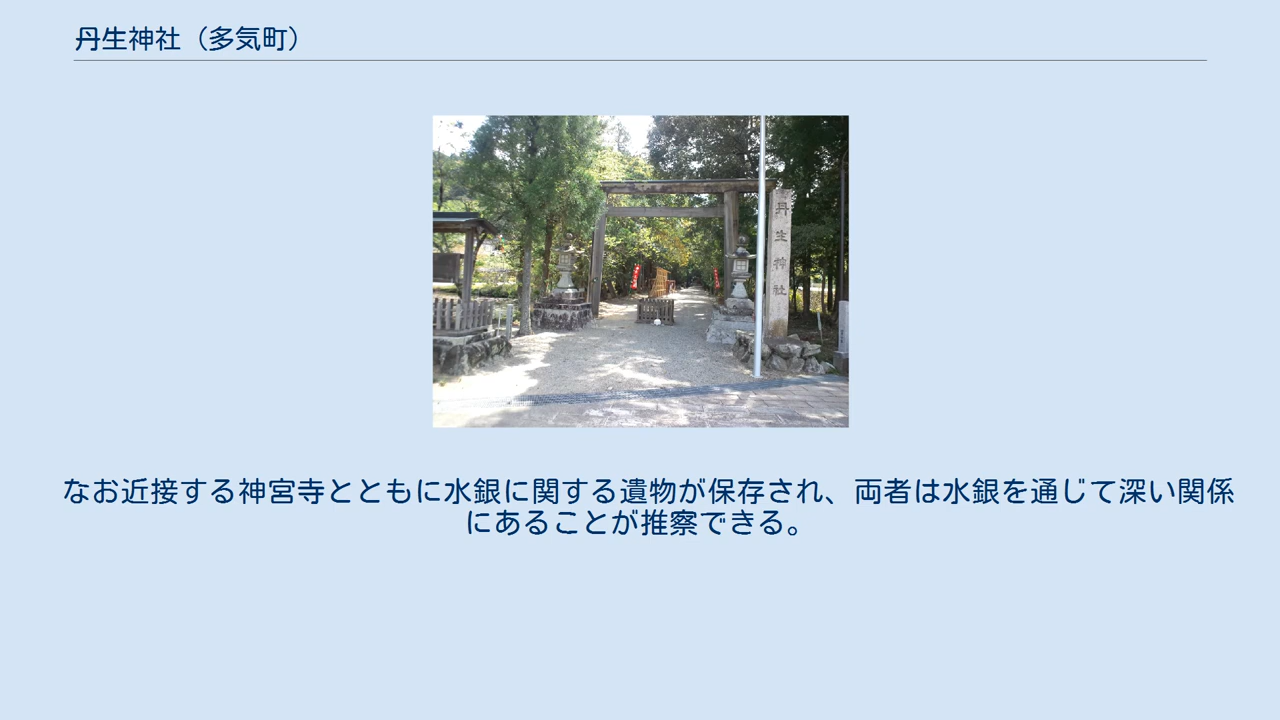 丹生神社（多気町）
丹生神社
なお近接する神宮寺とともに水銀に関する遺物が保存され、両者は水銀を通じて深い関係
にあることが推察できる。